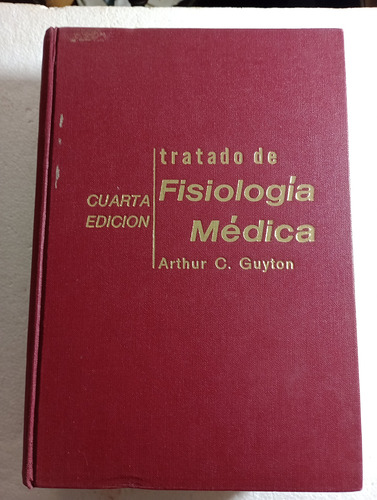 tratado de
Fisiología
Médica
CUARTA
EDICION
Arthur C. Guyton